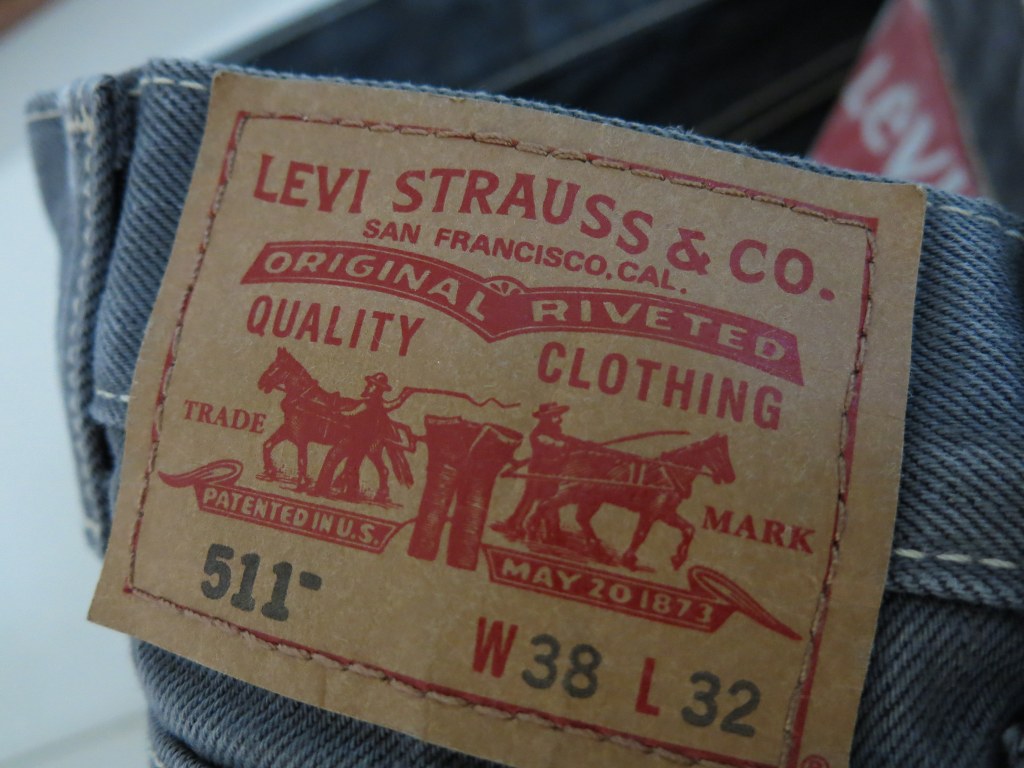 LEVI STRAUSS & CO.
SAN FRANCISCO, CAL.
ORIGINAL RIVETED
QUALITY CLOTHING
TRADE MARK
PATENTED IN U.S. MAY 20 1873
511™
W 38 L 32
®
Levi